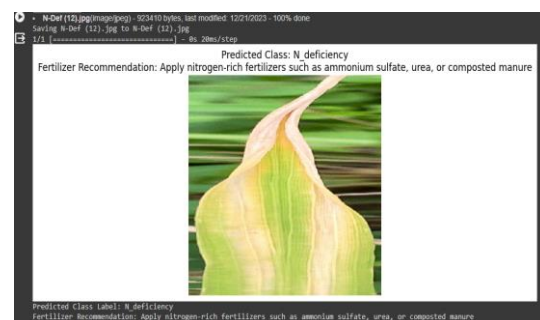 • N-Def (12).jpg(image/jpeg) - 923410 bytes, last modified: 12/21/2023 - 100% done
Saving N-Def (12).jpg to N-Def (12).jpg
1/1 [==============================] - 0s 20ms/step
Predicted Class: N_deficiency
Fertilizer Recommendation: Apply nitrogen-rich fertilizers such as ammonium sulfate, urea, or composted manure
Predicted Class Label: N_deficiency
Fertilizer Recommendation: Apply nitrogen-rich fertilizers such as ammonium sulfate, urea, or composted manure